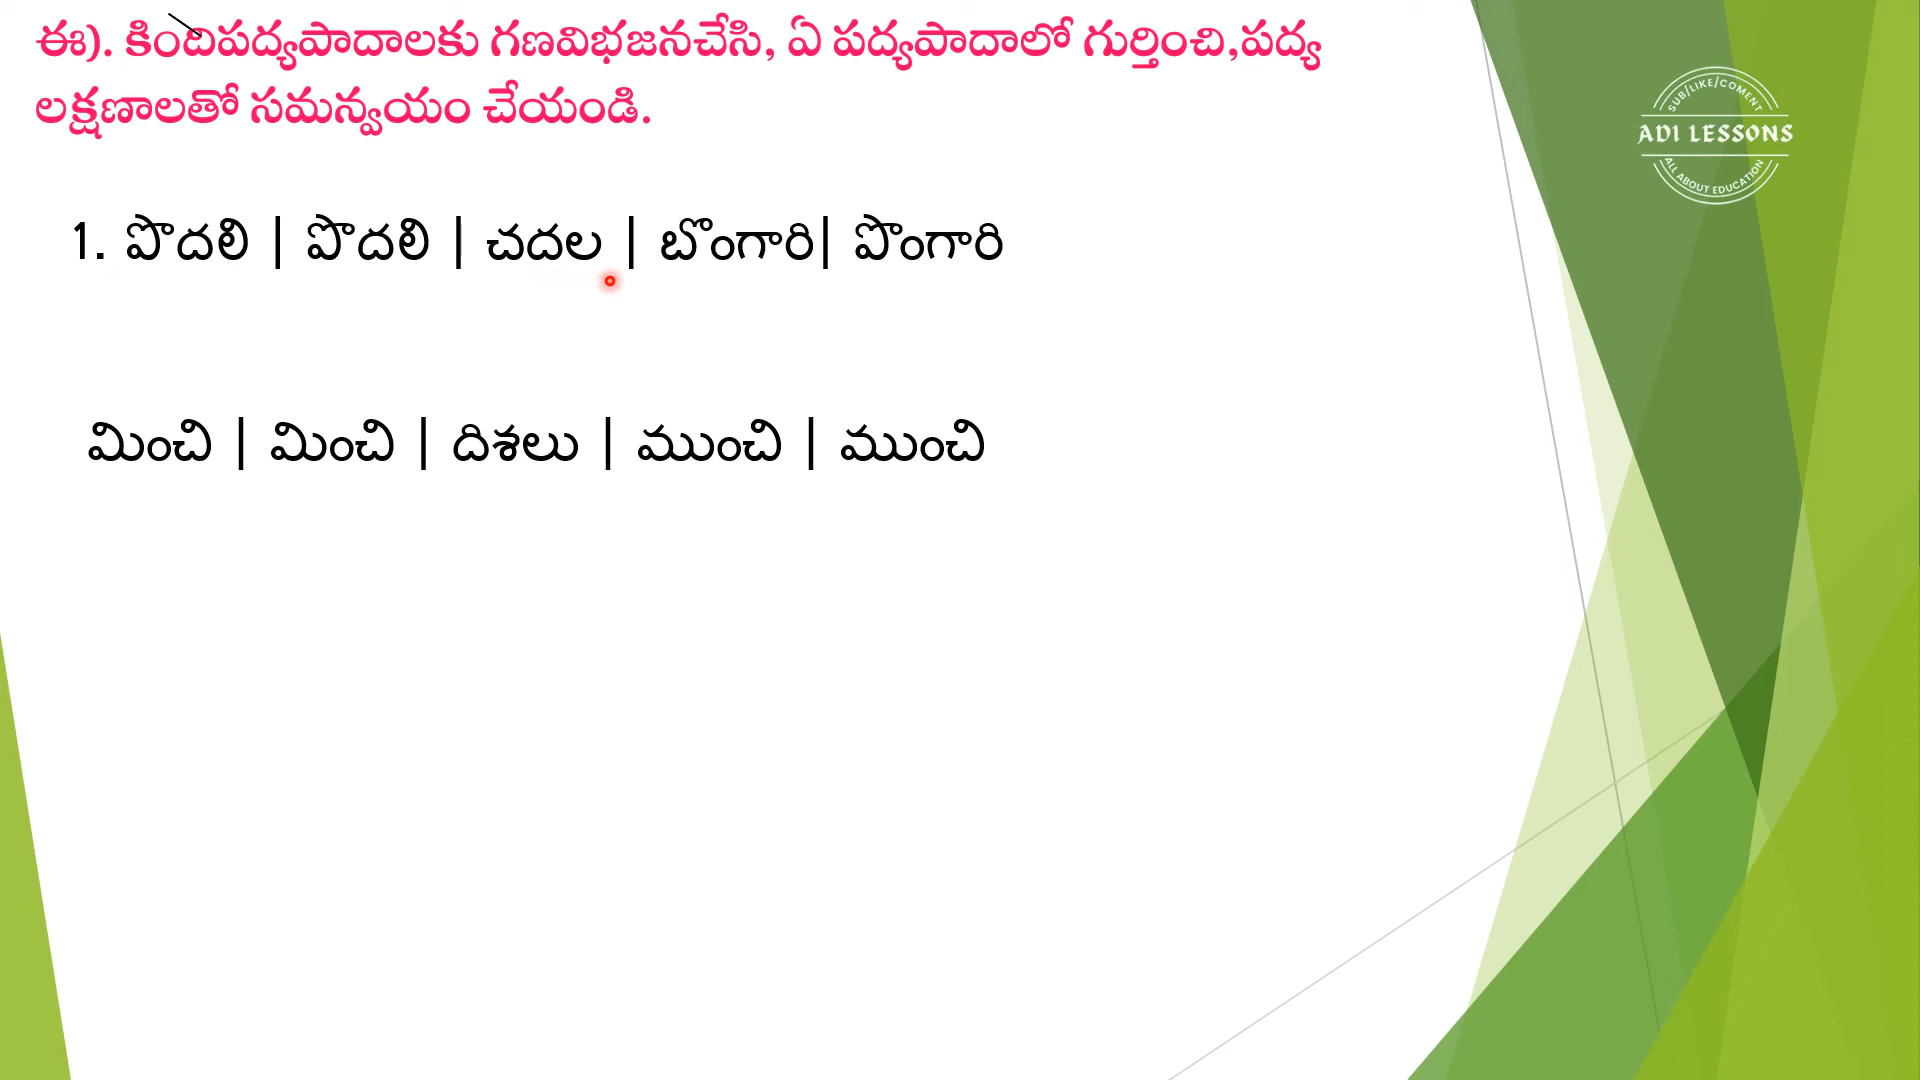 ఈ). కిందిపద్యపాదాలకు గణవిభజనచేసి, ఏ పద్యపాదాలో గుర్తించి,పద్య
లక్షణాలతో సమన్వయం చేయండి.
SUB/LIKE/COMENT
ADI LESSONS
ALL ABOUT EDUCATION
1. పొదలి | పొదలి | చదల | బొంగారి| పొంగారి
మించి | మించి | దిశలు | ముంచి | ముంచి